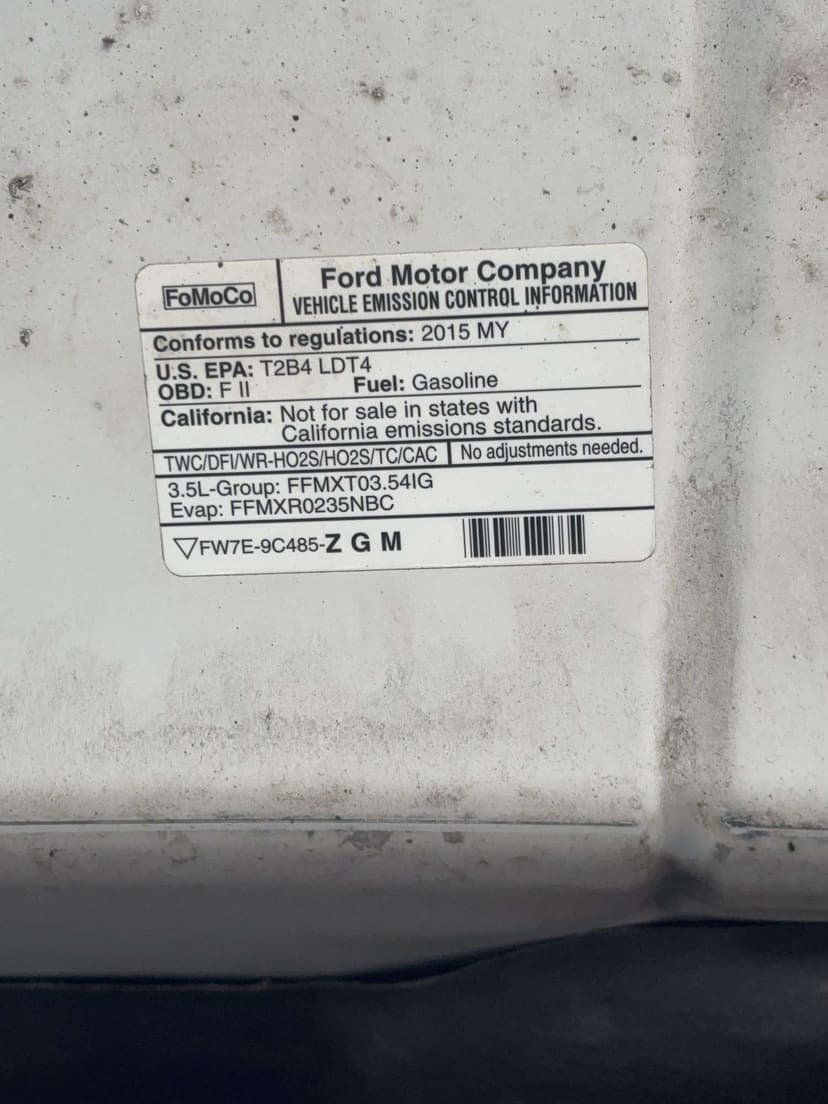 FoMoCo
Ford Motor Company
VEHICLE EMISSION CONTROL INFORMATION
Conforms to regulations: 2015 MY
U.S. EPA: T2B4 LDT4
OBD: F II Fuel: Gasoline
California: Not for sale in states with
California emissions standards.
TWC/DFI/WR-HO2S/HO2S/TC/CAC No adjustments needed.
3.5L-Group: FFMXT03.54IG
Evap: FFMXR0235NBC
FW7E-9C485-Z G M